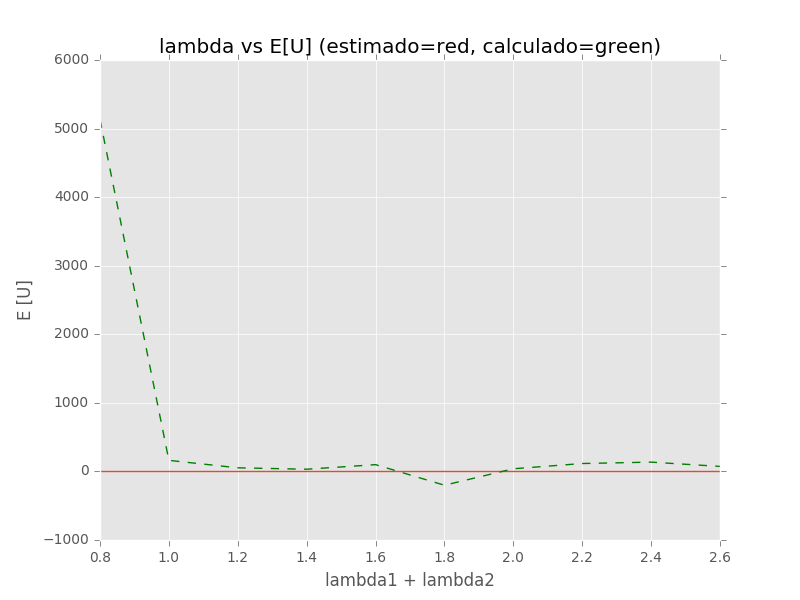 lambda vs E[U] (estimado=red, calculado=green)
6000
5000
4000
3000
2000
1000
0
−1000
E [U]
0.8 1.0 1.2 1.4 1.6 1.8 2.0 2.2 2.4 2.6
lambda1 + lambda2